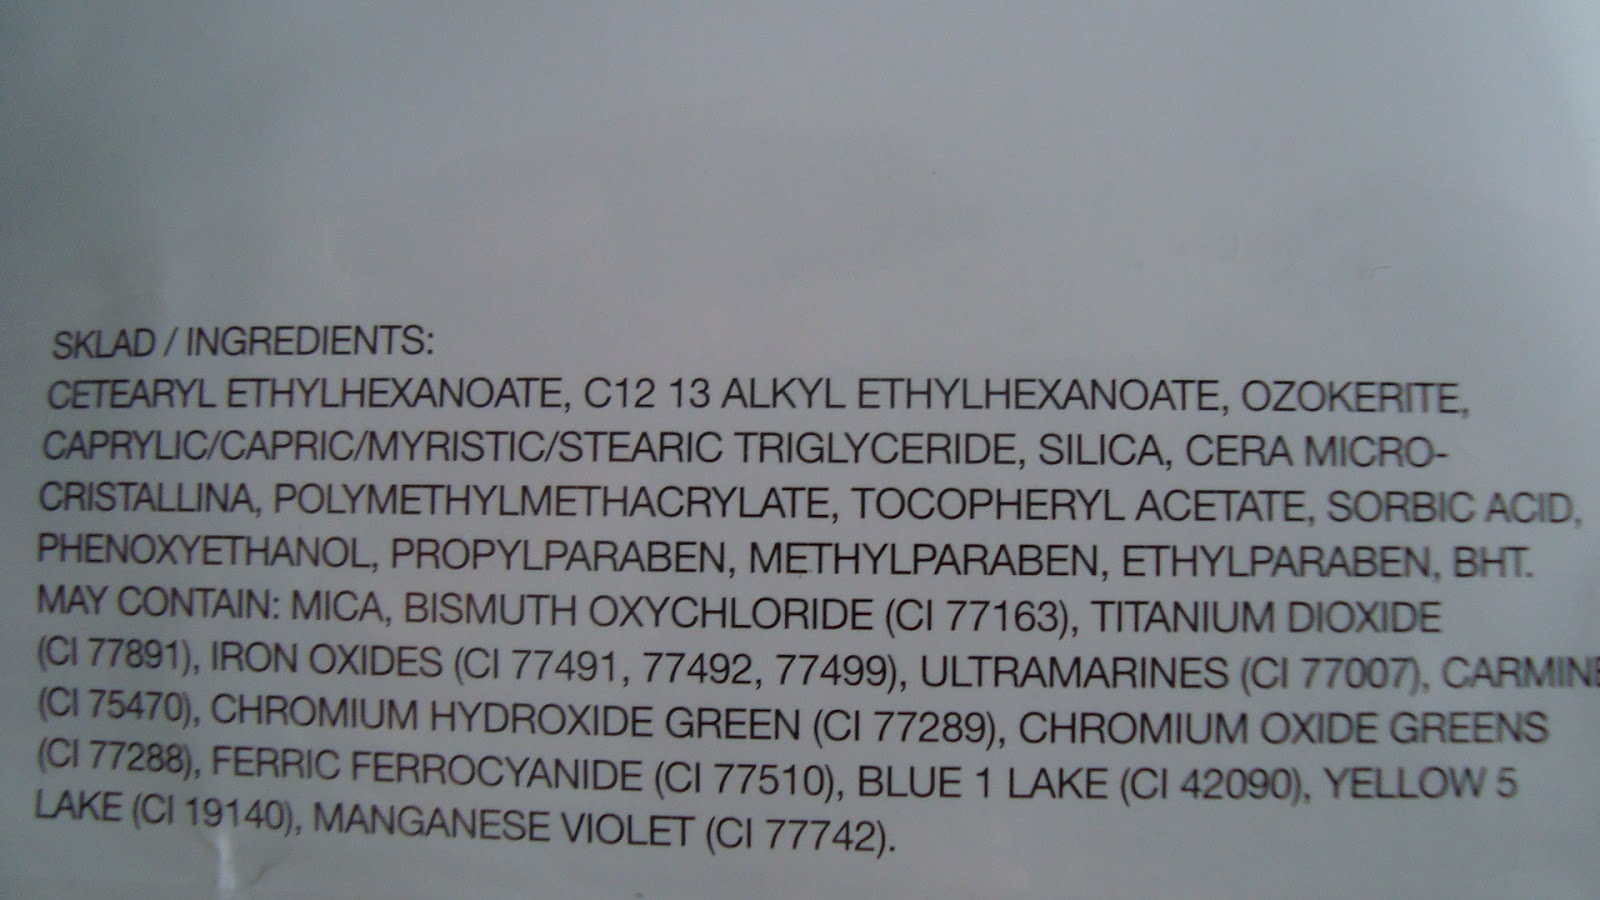 SKLAD / INGREDIENTS:
CETEARYL ETHYLHEXANOATE, C12 13 ALKYL ETHYLHEXANOATE, OZOKERITE,
CAPRYLIC/CAPRIC/MYRISTIC/STEARIC TRIGLYCERIDE, SILICA, CERA MICRO-
CRISTALLINA, POLYMETHYLMETHACRYLATE, TOCOPHERYL ACETATE, SORBIC ACID,
PHENOXYETHANOL, PROPYLPARABEN, METHYLPARABEN, ETHYLPARABEN, BHT.
MAY CONTAIN: MICA, BISMUTH OXYCHLORIDE (CI 77163), TITANIUM DIOXIDE
(CI 77891), IRON OXIDES (CI 77491, 77492, 77499), ULTRAMARINES (CI 77007), CARMINE
(CI 75470), CHROMIUM HYDROXIDE GREEN (CI 77289), CHROMIUM OXIDE GREENS
(CI 77288), FERRIC FERROCYANIDE (CI 77510), BLUE 1 LAKE (CI 42090), YELLOW 5
LAKE (CI 19140), MANGANESE VIOLET (CI 77742).